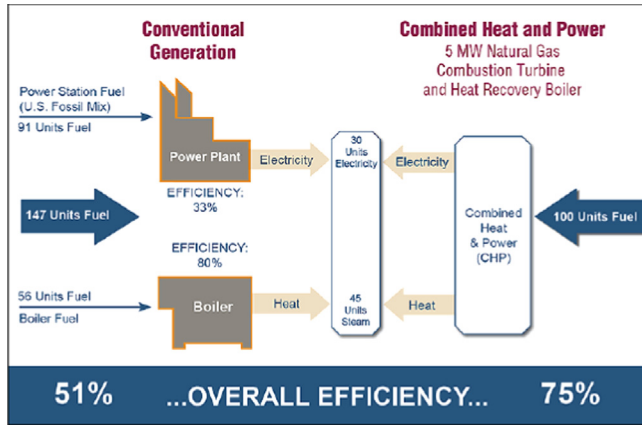 Conventional
Generation
Combined Heat and Power
5 MW Natural Gas
Combustion Turbine
and Heat Recovery Boiler
Power Station Fuel
(U.S. Fossil Mix)
91 Units Fuel
Power Plant
Electricity
30
Units
Electricity
Electricity
EFFICIENCY:
33%
147 Units Fuel
Combined
Heat
& Power
(CHP)
100 Units Fuel
EFFICIENCY:
80%
56 Units Fuel
Boiler Fuel
Boiler
Heat
45
Units
Steam
Heat
51%
...OVERALL EFFICIENCY...
75%